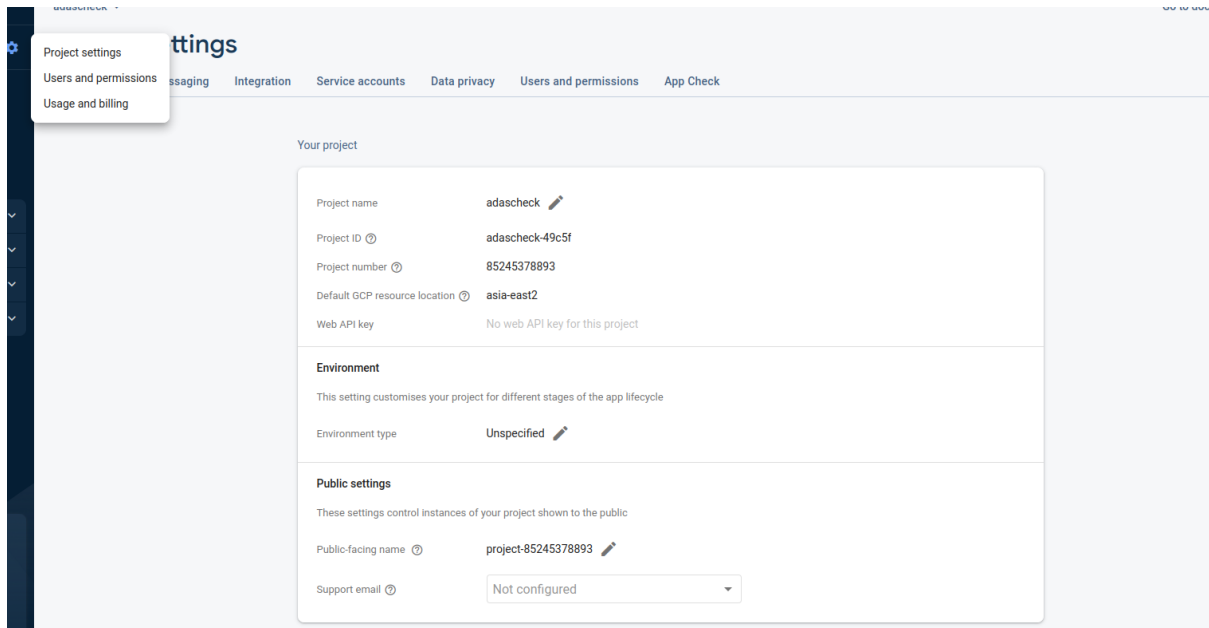 adascheck
Go to doc
ttings
Project settings
Users and permissions
Usage and billing
ssaging Integration Service accounts Data privacy Users and permissions App Check
Your project
Project name adascheck
Project ID adascheck-49c5f
Project number 85245378893
Default GCP resource location asia-east2
Web API key No web API key for this project
Environment
This setting customises your project for different stages of the app lifecycle
Environment type Unspecified
Public settings
These settings control instances of your project shown to the public
Public-facing name project-85245378893
Support email Not configured